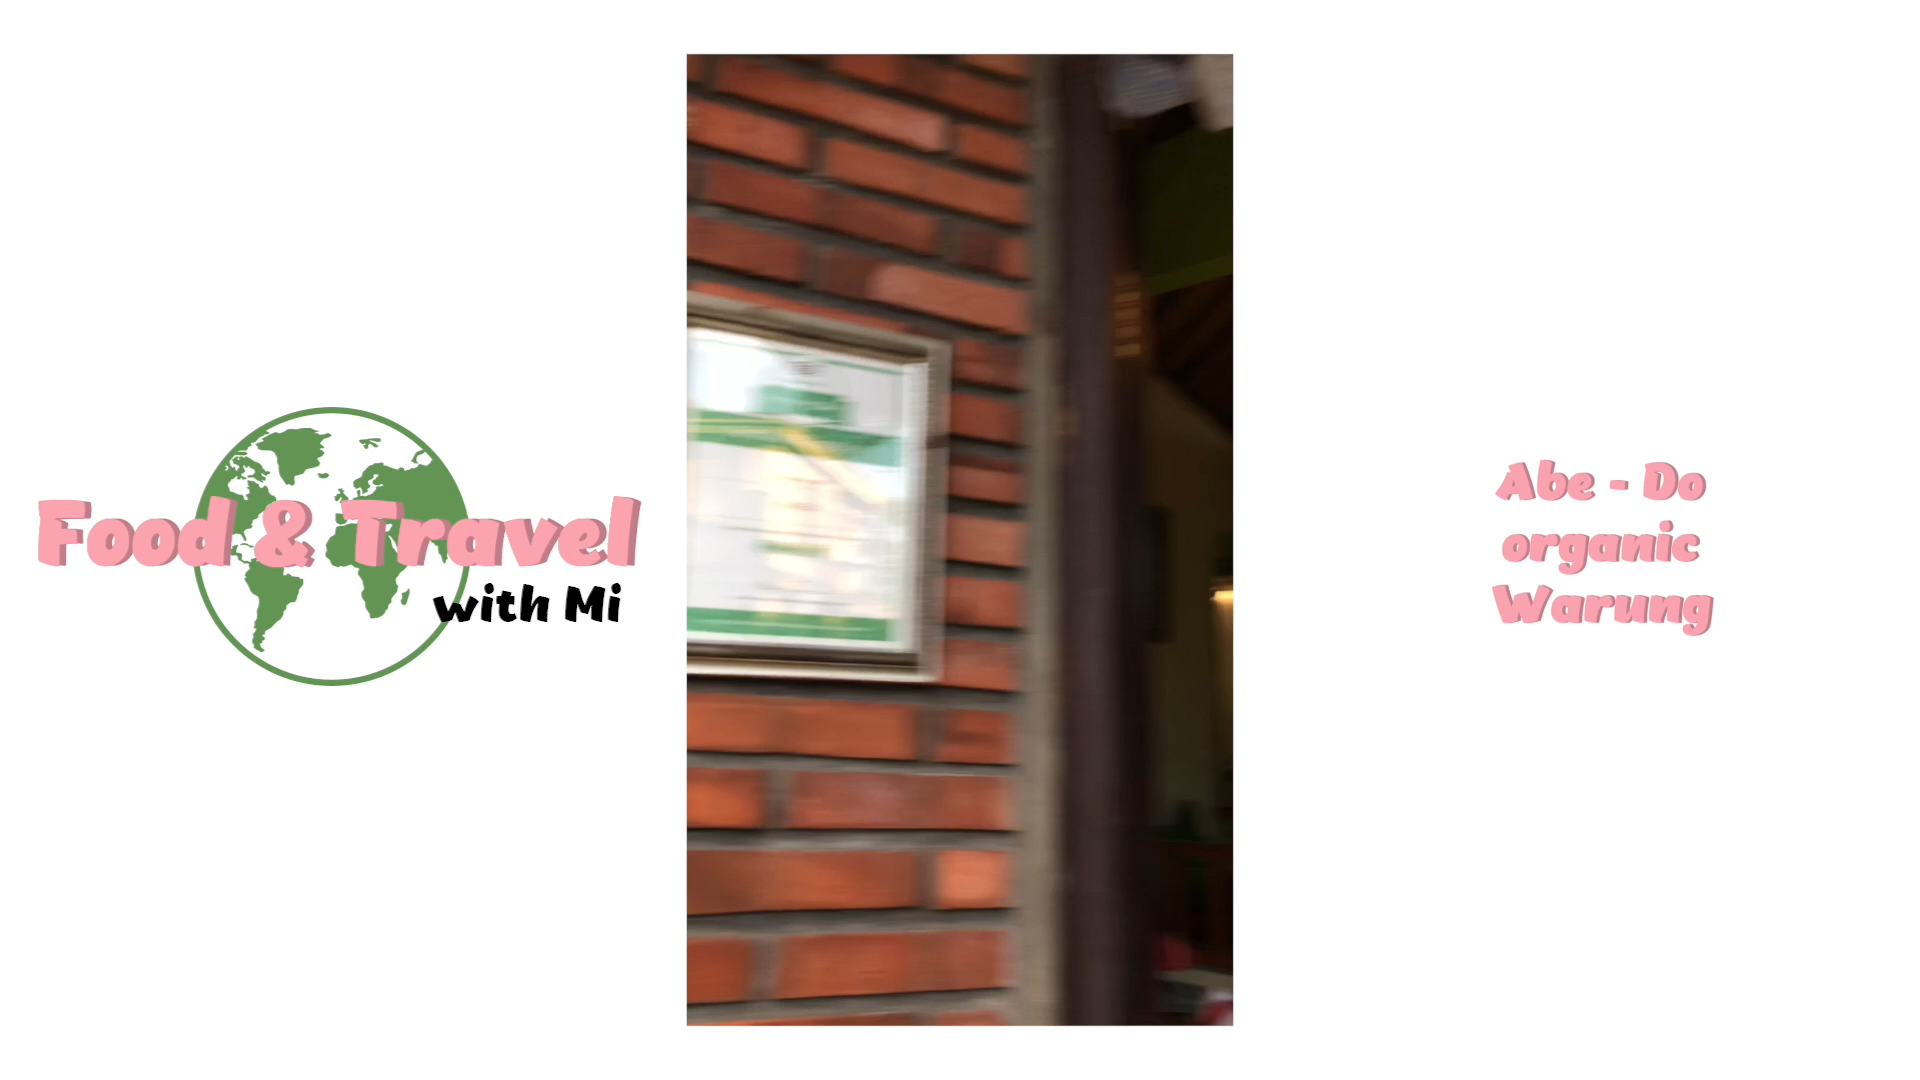 Food & Travel
with Mi
Abe - Do
organic
Warung